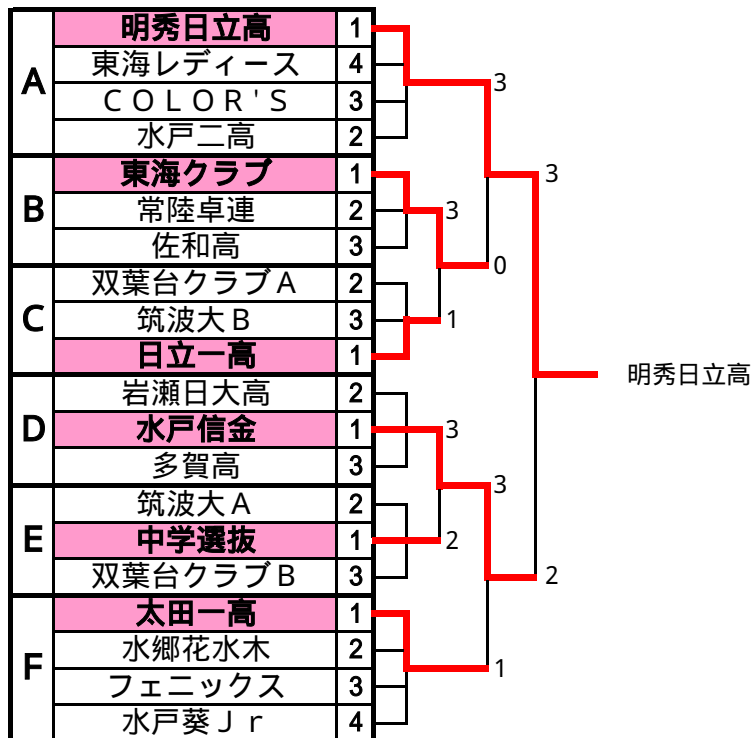 A
明秀日立高 1
東海レディース 4
ＣＯＬＯＲ'Ｓ 3
水戸二高 2
B
東海クラブ 1
常陸卓連 2
佐和高 3
C
双葉台クラブＡ 2
筑波大Ｂ 3
日立一高 1
D
岩瀬日大高 2
水戸信金 1
多賀高 3
E
筑波大Ａ 2
中学選抜 1
双葉台クラブＢ 3
F
太田一高 1
水郷花水木 2
フェニックス 3
水戸葵Ｊｒ 4
3
3
3
0
1
3
3
2
2
1
明秀日立高